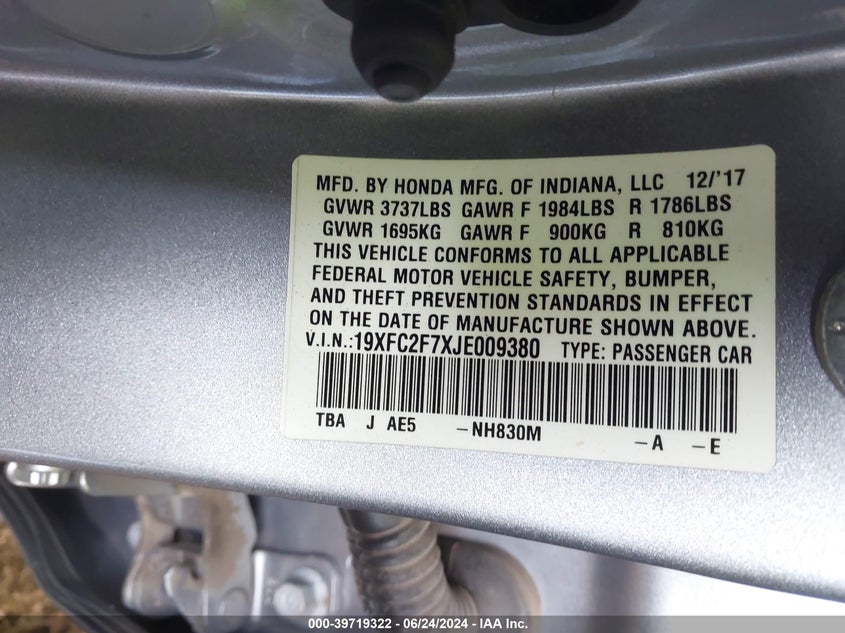 MFD. BY HONDA MFG. OF INDIANA, LLC 12/'17
GVWR 3737LBS GAWR F 1984LBS R 1786LBS
GVWR 1695KG GAWR F 900KG R 810KG
THIS VEHICLE CONFORMS TO ALL APPLICABLE
FEDERAL MOTOR VEHICLE SAFETY, BUMPER,
AND THEFT PREVENTION STANDARDS IN EFFECT
ON THE DATE OF MANUFACTURE SHOWN ABOVE.
V.I.N.:19XFC2F7XJE009380 TYPE: PASSENGER CAR
TBA J AE5 -NH830M -A -E
000-39719322 / 06/24/2024 - IAA Inc.